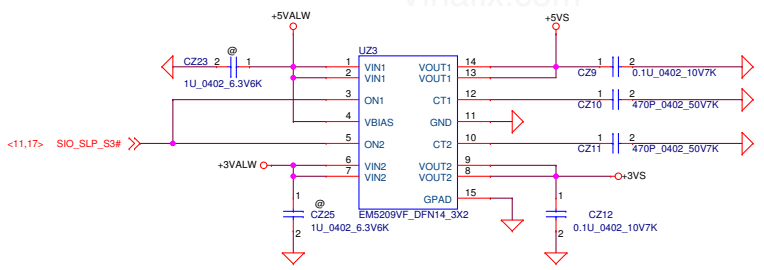 vinafix.com
+5VALW
+5VS
UZ3
@
CZ23 2 1
1U_0402_6.3V6K
1 VIN1 VOUT1 14
2 VIN1 VOUT1 13
1 2
CZ9 0.1U_0402_10V7K
3 ON1 CT1 12
1 2
CZ10 470P_0402_50V7K
4 VBIAS GND 11
<11,17> SIO_SLP_S3#
5 ON2 CT2 10
1 2
CZ11 470P_0402_50V7K
+3VALW
6 VIN2 VOUT2 9
7 VIN2 VOUT2 8
+3VS
GPAD 15
EM5209VF_DFN14_3X2
1
@
CZ25
1U_0402_6.3V6K
2
1
CZ12
0.1U_0402_10V7K
2